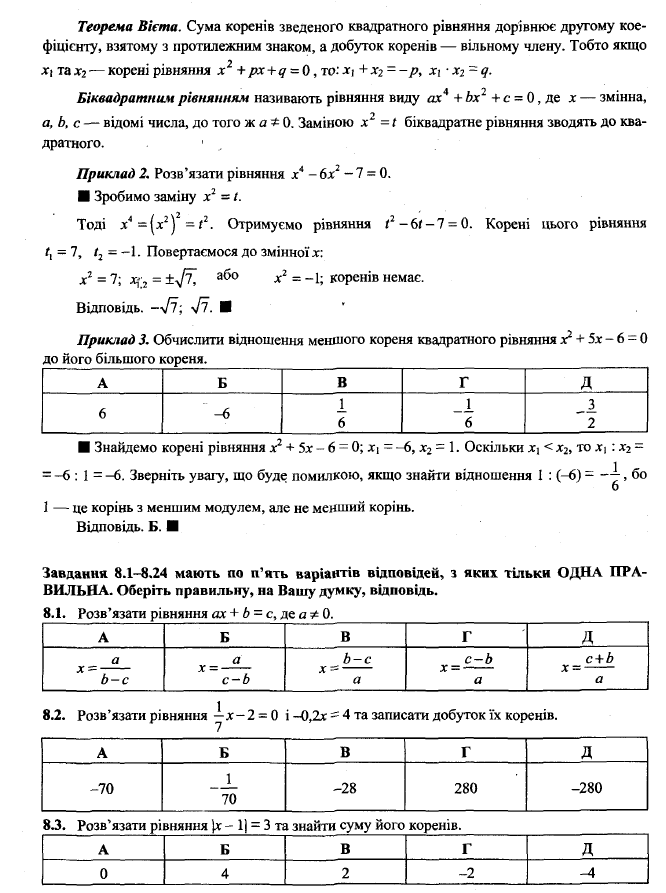 Теорема Вієта. Сума коренів зведеного квадратного рівняння дорівнює другому кое-
фіцієнту, взятому з протилежним знаком, а добуток коренів — вільному члену. Тобто якщо
x₁ та x₂ — корені рівняння x² + px + q = 0, то: x₁ + x₂ = −p, x₁ · x₂ = q.
Біквадратним рівнянням називають рівняння виду ax⁴ + bx² + c = 0, де x — змінна,
a, b, c — відомі числа, до того ж a ≠ 0. Заміною x² = t біквадратне рівняння зводять до ква-
дратного.
Приклад 2. Розв’язати рівняння x⁴ − 6x² − 7 = 0.
■ Зробимо заміну x² = t.
Тоді x⁴ = (x²)² = t². Отримуємо рівняння t² − 6t − 7 = 0. Корені цього рівняння
t₁ = 7, t₂ = −1. Повертаємося до змінної x:
x² = 7; x₁,₂ = ±√7, або x² = −1; коренів немає.
Відповідь. −√7; √7. ■
Приклад 3. Обчислити відношення меншого кореня квадратного рівняння x² + 5x − 6 = 0
до його більшого кореня.
А Б В Г Д
6 −6 1/6 −1/6 −3/2
■ Знайдемо корені рівняння x² + 5x − 6 = 0; x₁ = −6, x₂ = 1. Оскільки x₁ < x₂, то x₁ : x₂ =
= −6 : 1 = −6. Зверніть увагу, що буде помилкою, якщо знайти відношення 1 : (−6) = −1/6, бо
1 — це корінь з меншим модулем, але не менший корінь.
Відповідь. Б. ■
Завдання 8.1–8.24 мають по п’ять варіантів відповідей, з яких тільки ОДНА ПРА-
ВИЛЬНА. Оберіть правильну, на Вашу думку, відповідь.
8.1. Розв’язати рівняння ax + b = c, де a ≠ 0.
А Б В Г Д
x = a/(b−c) x = a/(c−b) x = (b−c)/a x = (c−b)/a x = (c+b)/a
8.2. Розв’язати рівняння 1/7x − 2 = 0 і −0,2x = 4 та записати добуток їх коренів.
А Б В Г Д
−70 −1/70 −28 280 −280
8.3. Розв’язати рівняння |x − 1| = 3 та знайти суму його коренів.
А Б В Г Д
0 4 2 −2 −4